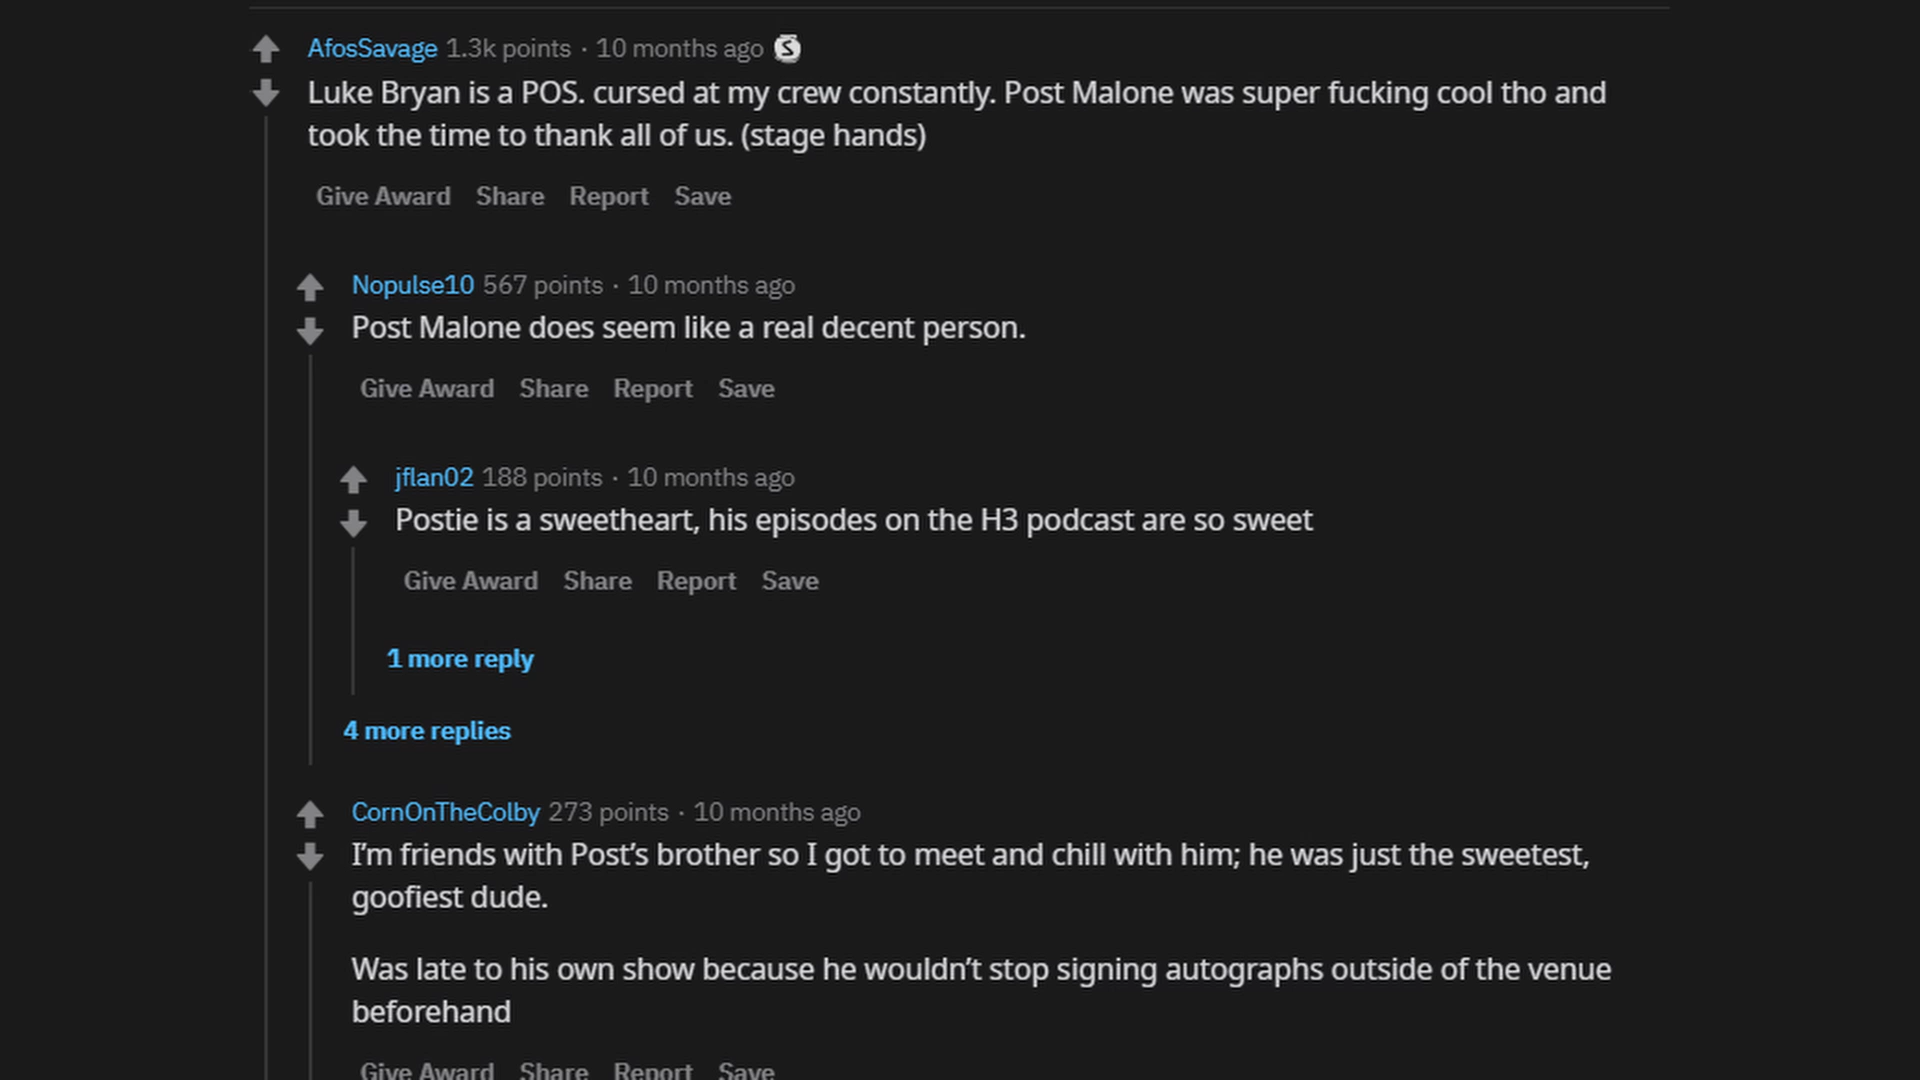 AfosSavage 1.3k points · 10 months ago S
Luke Bryan is a POS. cursed at my crew constantly. Post Malone was super fucking cool tho and
took the time to thank all of us. (stage hands)
Give Award Share Report Save
Nopulse10 567 points · 10 months ago
Post Malone does seem like a real decent person.
Give Award Share Report Save
jflan02 188 points · 10 months ago
Postie is a sweetheart, his episodes on the H3 podcast are so sweet
Give Award Share Report Save
1 more reply
4 more replies
CornOnTheColby 273 points · 10 months ago
I’m friends with Post’s brother so I got to meet and chill with him; he was just the sweetest,
goofiest dude.
Was late to his own show because he wouldn’t stop signing autographs outside of the venue
beforehand
Give Award Share Report Save